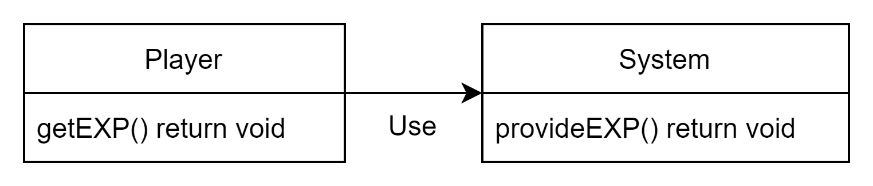 Player
getEXP() return void
Use
System
provideEXP() return void